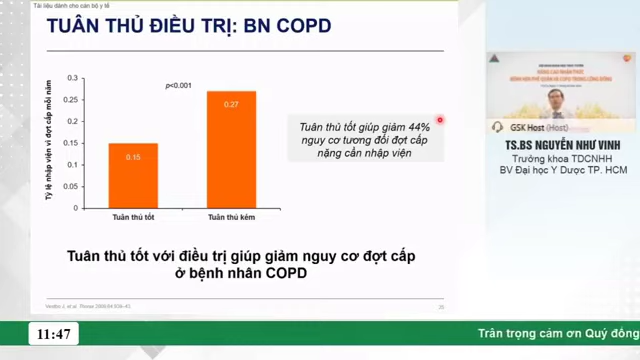 Tài liệu dành cho cán bộ y tế
TUÂN THỦ ĐIỀU TRỊ: BN COPD
Tỷ lệ nhập viện vì đợt cấp mỗi năm
0.3
0.25
0.2
0.15
0.1
0.05
0
p<0.001
0.15
0.27
Tuân thủ tốt
Tuân thủ kém
Tuân thủ tốt giúp giảm 44%
nguy cơ tương đối đợt cấp
nặng cần nhập viện
Tuân thủ tốt với điều trị giúp giảm nguy cơ đợt cấp
ở bệnh nhân COPD
GSK Host (Host)
TS.BS NGUYỄN NHƯ VINH
Trưởng khoa TDCNHH
BV Đại học Y Dược TP. HCM
11:47
Trân trọng cảm ơn Quý đồng